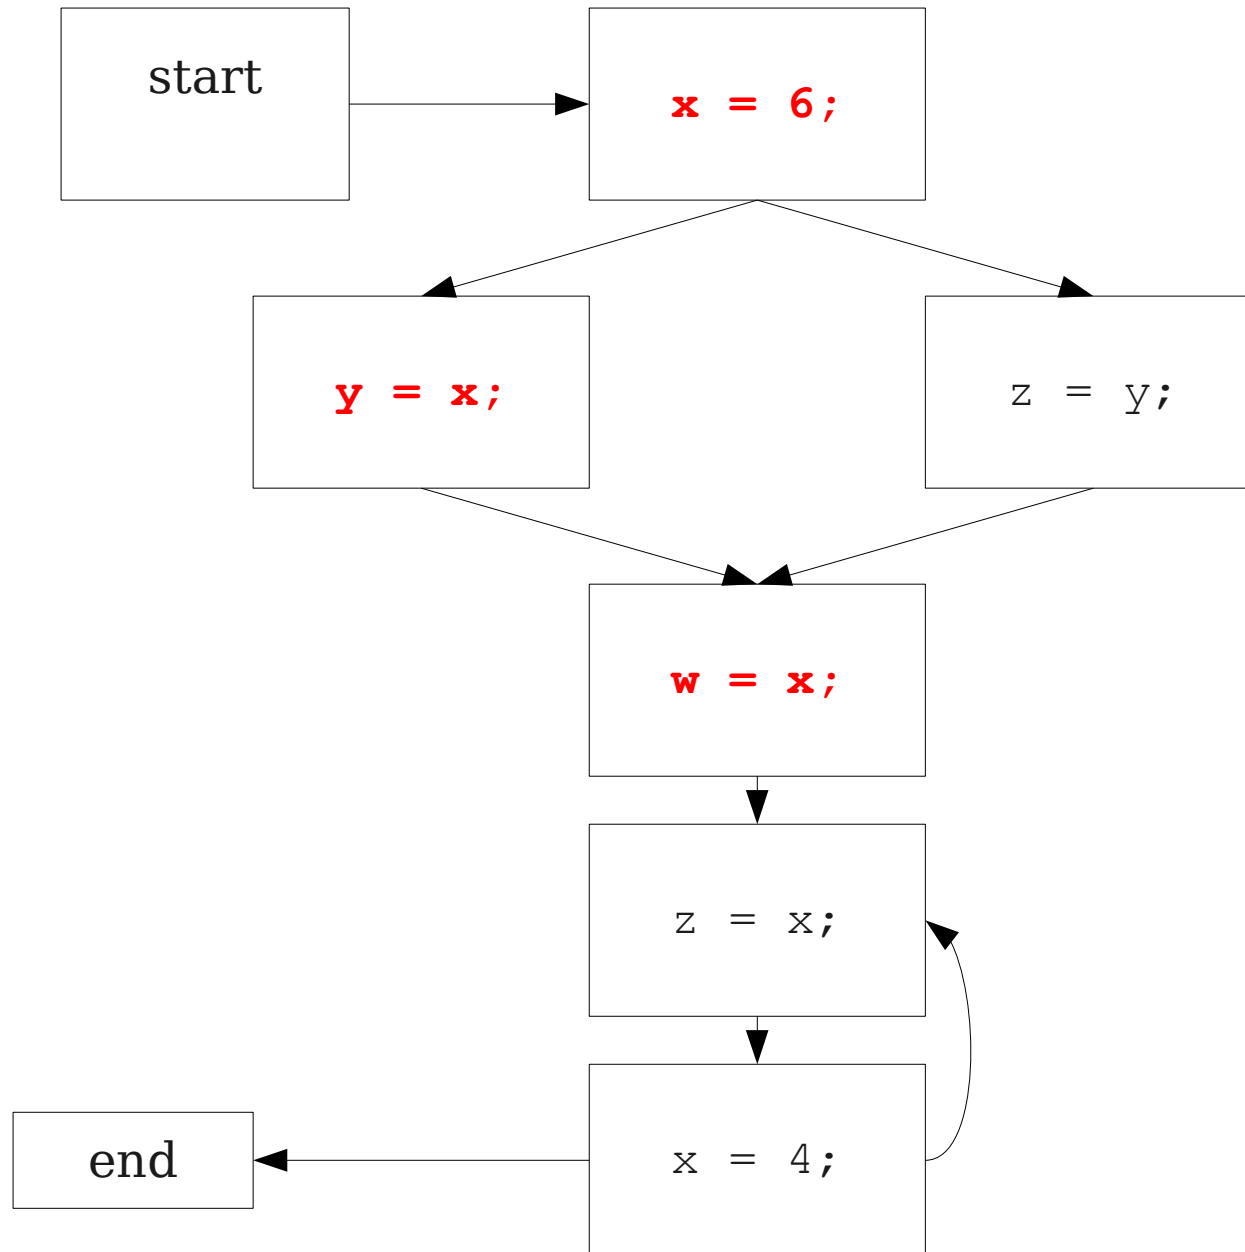 start
x = 6;
y = x;
z = y;
w = x;
z = x;
x = 4;
end